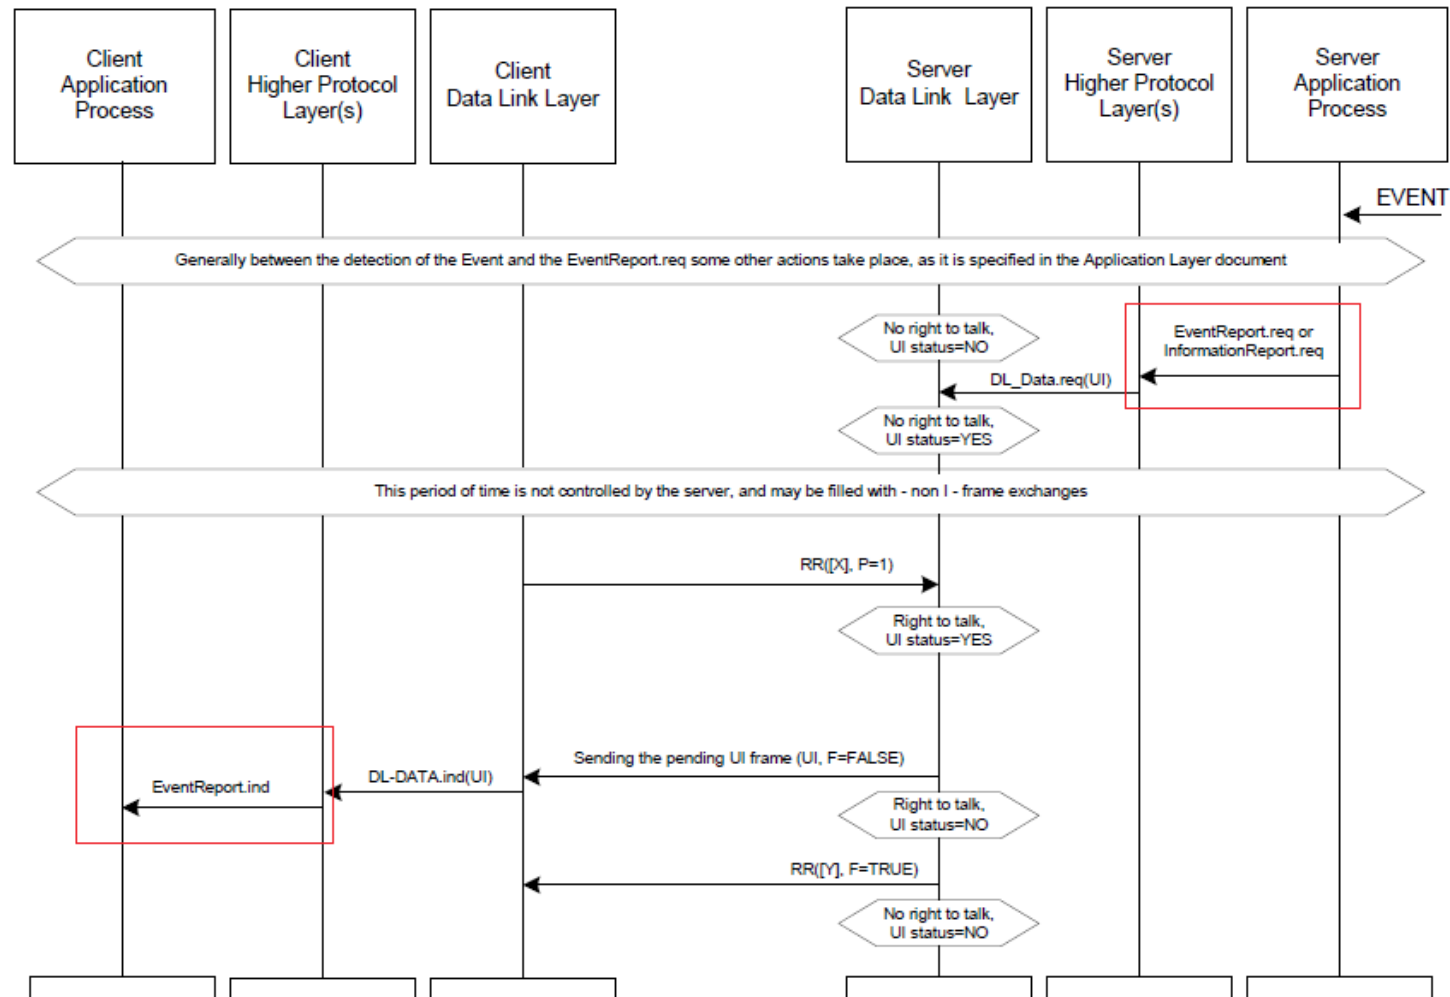 Client
Application
Process
Client
Higher Protocol
Layer(s)
Client
Data Link Layer
Server
Data Link Layer
Server
Higher Protocol
Layer(s)
Server
Application
Process
EVENT
Generally between the detection of the Event and the EventReport.req some other actions take place, as it is specified in the Application Layer document
No right to talk,
UI status=NO
EventReport.req or
InformationReport.req
DL_Data.req(UI)
No right to talk,
UI status=YES
This period of time is not controlled by the server, and may be filled with - non I - frame exchanges
RR([X], P=1)
Right to talk,
UI status=YES
Sending the pending UI frame (UI, F=FALSE)
DL-DATA.ind(UI)
EventReport.ind
Right to talk,
UI status=NO
RR([Y], F=TRUE)
No right to talk,
UI status=NO